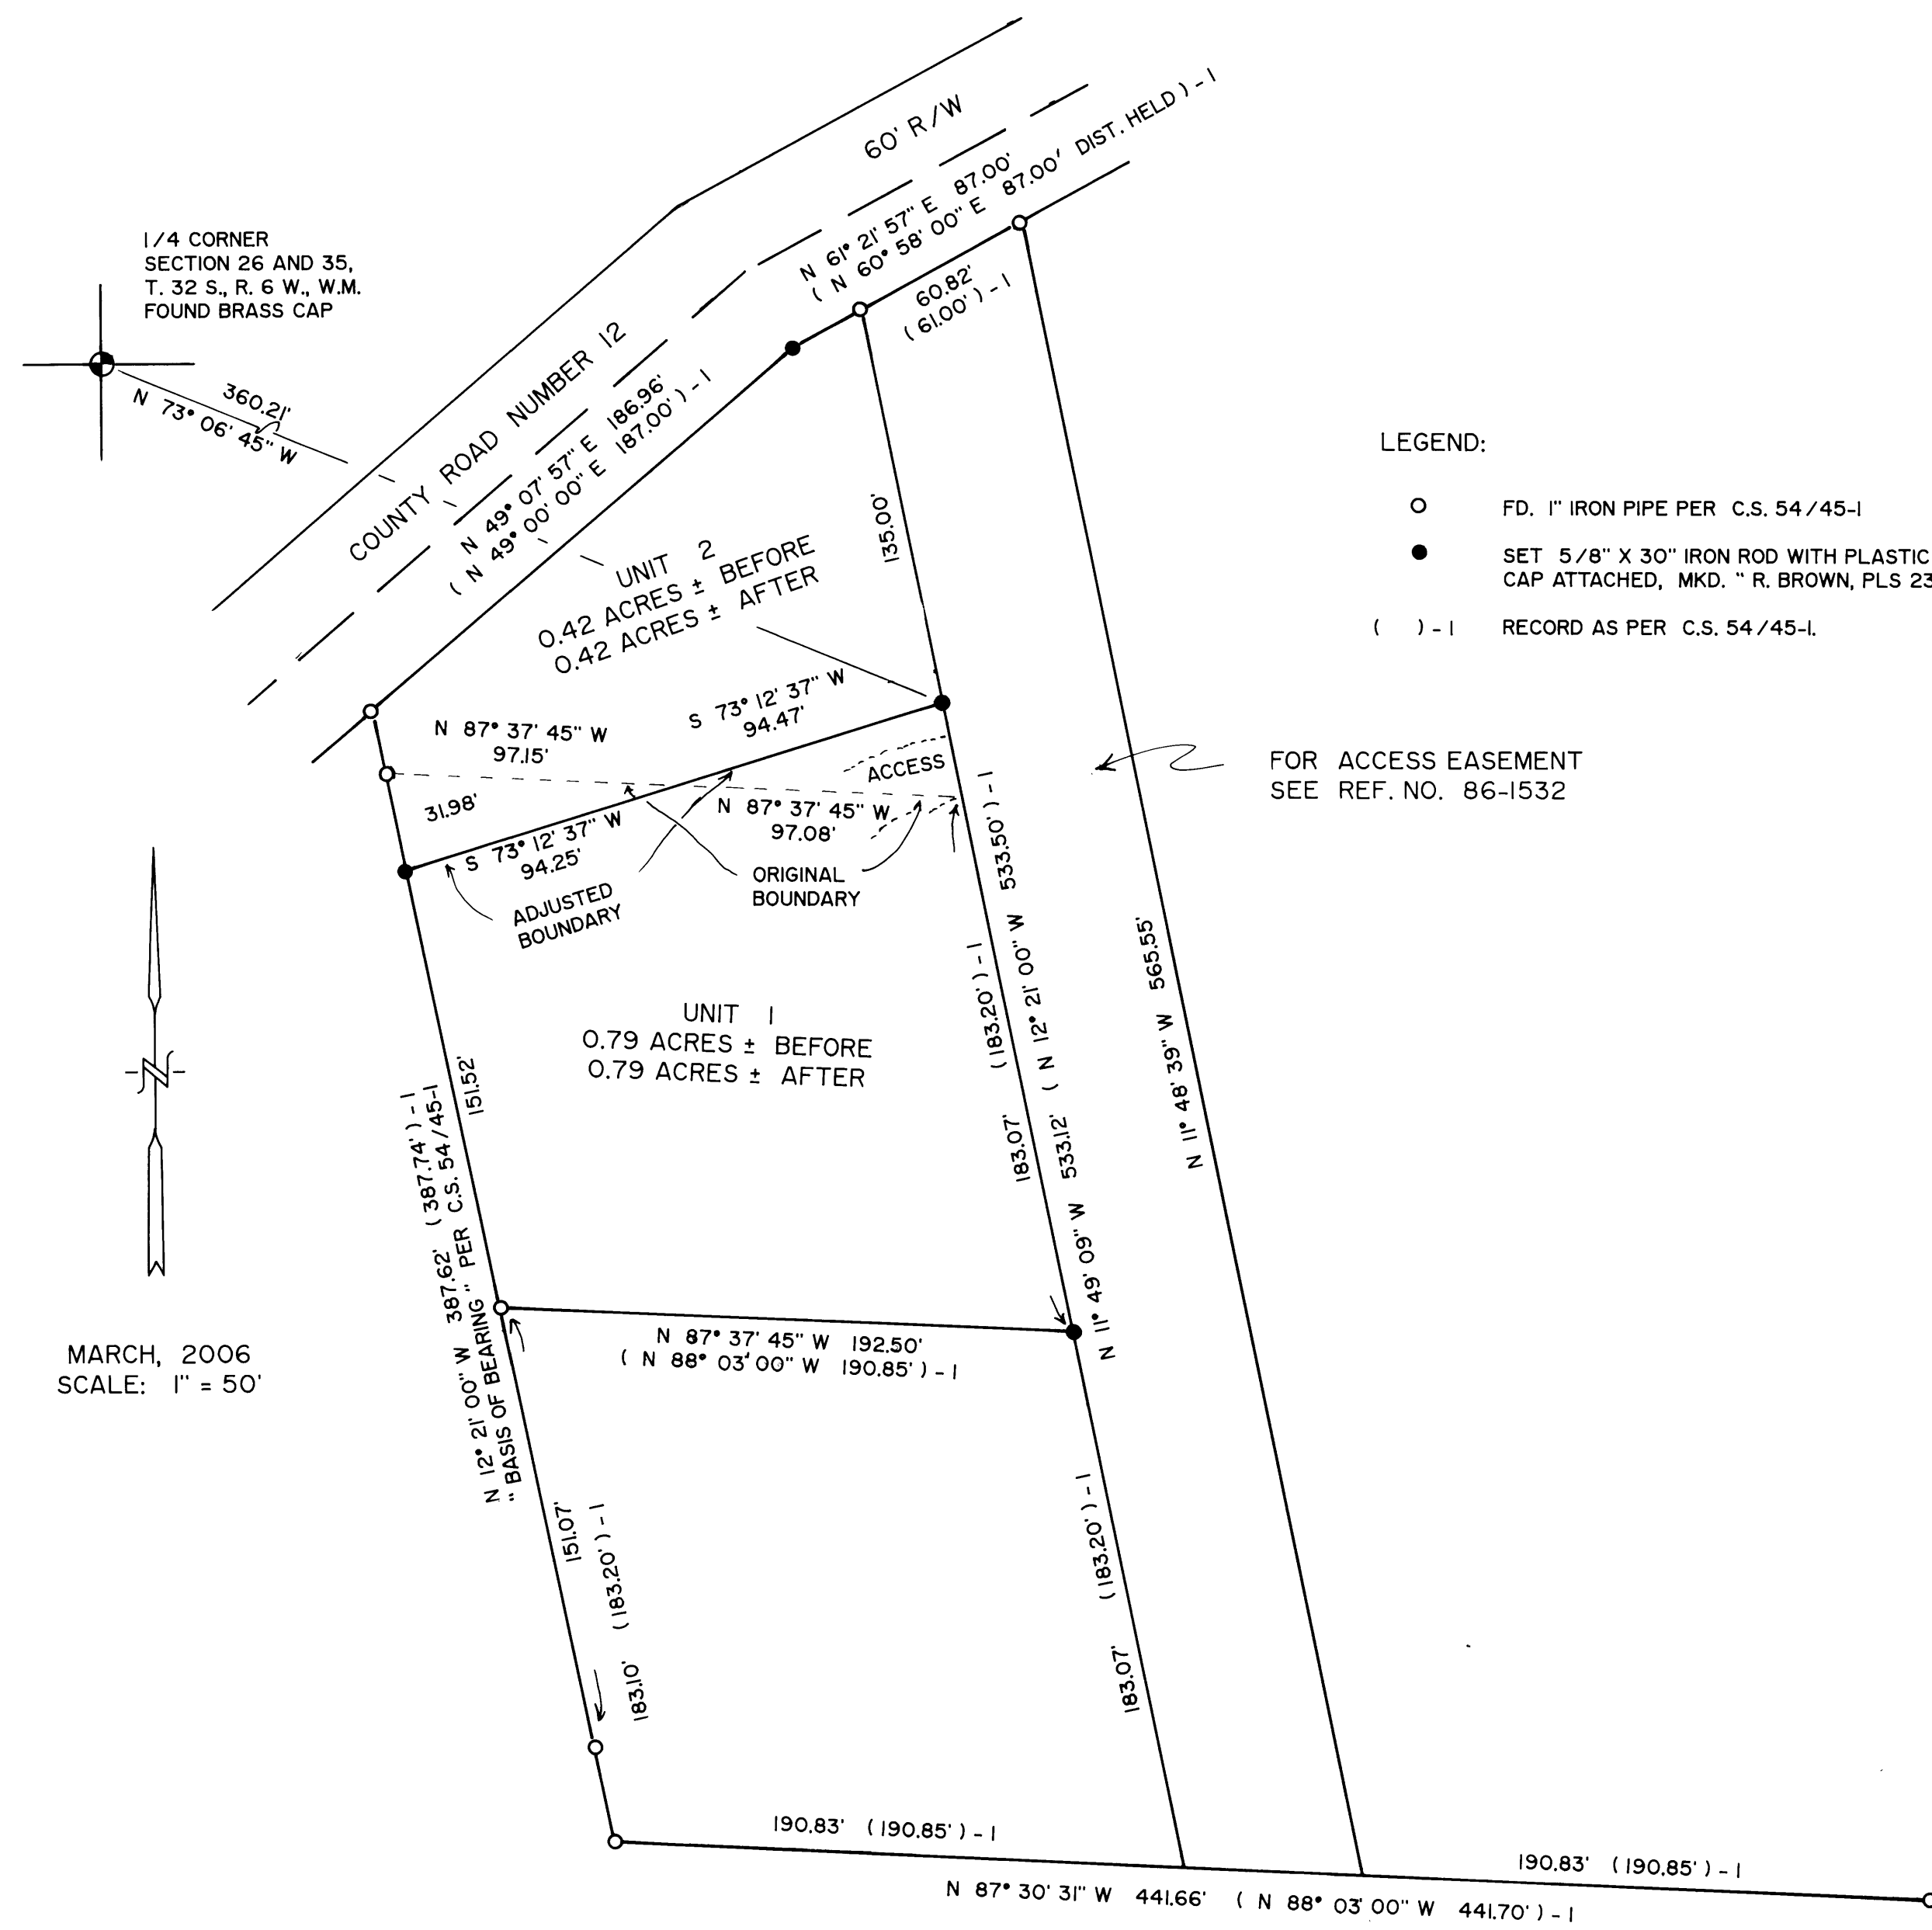 60' R/W
N 61° 21' 57" E 87.00'
( N 60° 58' 00" E 87.00' DIST. HELD ) - 1
60.82'
( 61.00' ) - 1
1/4 CORNER
SECTION 26 AND 35,
T. 32 S., R. 6 W., W.M.
FOUND BRASS CAP
360.21'
N 73° 06' 45" W
COUNTY ROAD NUMBER 12
N 49° 07' 57" E 186.96'
( N 49° 00' 00" E 187.00' ) - 1
LEGEND:
FD. 1" IRON PIPE PER C.S. 54/45-1
SET 5/8" X 30" IRON ROD WITH PLASTIC
CAP ATTACHED, MKD. " R. BROWN, PLS 23
( ) - 1 RECORD AS PER C.S. 54/45-1.
135.00'
UNIT 2
0.42 ACRES ± BEFORE
0.42 ACRES ± AFTER
N 87° 37' 45" W
97.15'
S 73° 12' 37" W
94.47'
ACCESS
FOR ACCESS EASEMENT
SEE REF. NO. 86-1532
31.98'
N 87° 37' 45" W
97.08'
S 73° 12' 37" W
94.25'
ORIGINAL
BOUNDARY
ADJUSTED
BOUNDARY
UNIT 1
0.79 ACRES ± BEFORE
0.79 ACRES ± AFTER
183.07' (183.20') - 1
N 11° 49' 09" W 533.12' ( N 12° 21' 00" W 533.50' ) - 1
N 11° 48' 39" W 565.55'
151.52'
N 12° 21' 00" W 387.62' ( 387.74' ) - 1
" BASIS OF BEARING " PER C.S. 54/45-1
N
MARCH, 2006
SCALE: 1" = 50'
N 87° 37' 45" W 192.50'
( N 88° 03' 00" W 190.85' ) - 1
151.07'
183.10' (183.20') - 1
183.07' (183.20') - 1
190.83' (190.85') - 1
190.83' (190.85') - 1
N 87° 30' 31" W 441.66' ( N 88° 03' 00" W 441.70' ) - 1